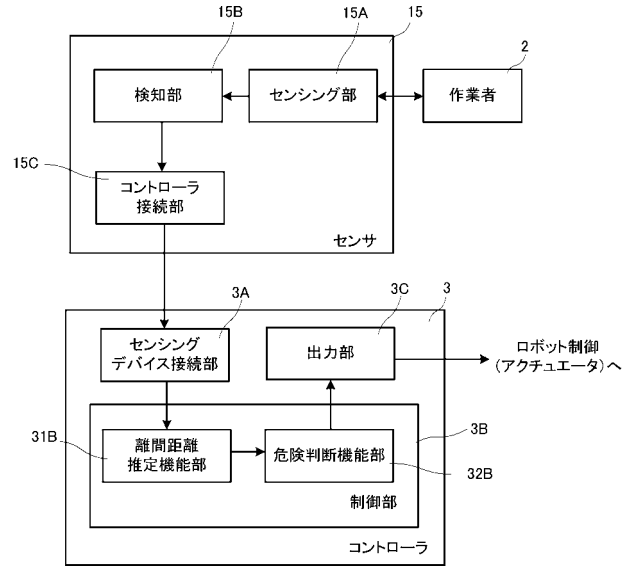 15B
15A
15
2
検知部
センシング部
作業者
15C
コントローラ
接続部
センサ
3A
3C
3
センシング
デバイス接続部
出力部
ロボット制御
(アクチュエータ)へ
31B
3B
離間距離
推定機能部
危険判断機能部
32B
制御部
コントローラ